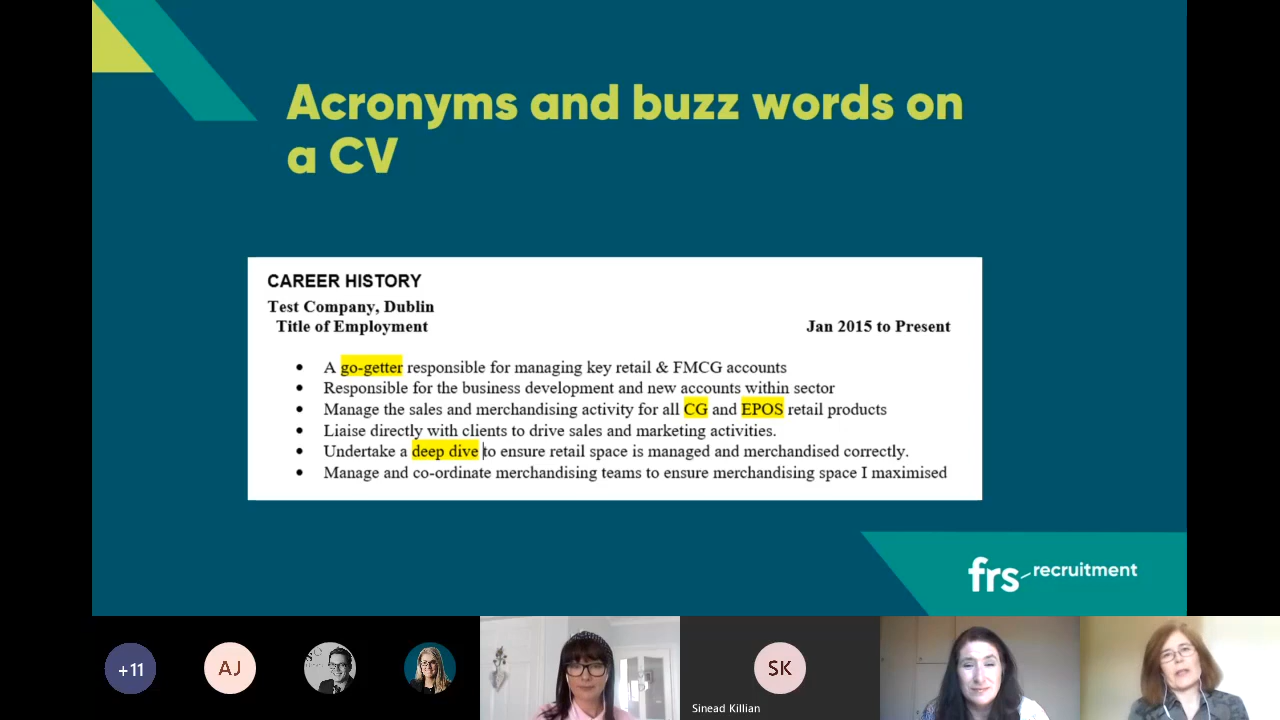 Acronyms and buzz words on
a CV
CAREER HISTORY
Test Company, Dublin
Title of Employment
Jan 2015 to Present
• A go-getter responsible for managing key retail & FMCG accounts
• Responsible for the business development and new accounts within sector
• Manage the sales and merchandising activity for all CG and EPOS retail products
• Liaise directly with clients to drive sales and marketing activities.
• Undertake a deep dive to ensure retail space is managed and merchandised correctly.
• Manage and co-ordinate merchandising teams to ensure merchandising space I maximised
frs recruitment
+11
AJ
SK
Sinead Killian